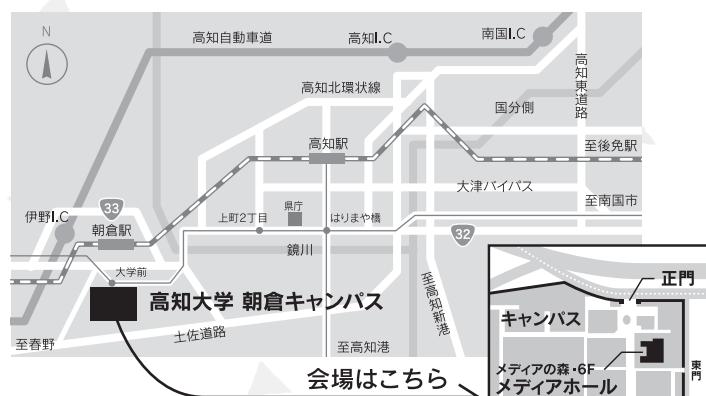 N
高知自動車道
高知I.C
南国I.C
高知東道路
高知北環状線
国分側
高知駅
至後免駅
大津バイパス
至南国市
伊野I.C
33
朝倉駅
上町2丁目
県庁
はりまや橋
32
鏡川
大学前
高知大学 朝倉キャンパス
至高知新港
土佐道路
至春野
至高知港
会場はこちら
正門
キャンパス
メディアの森・6F
メディアホール
東門